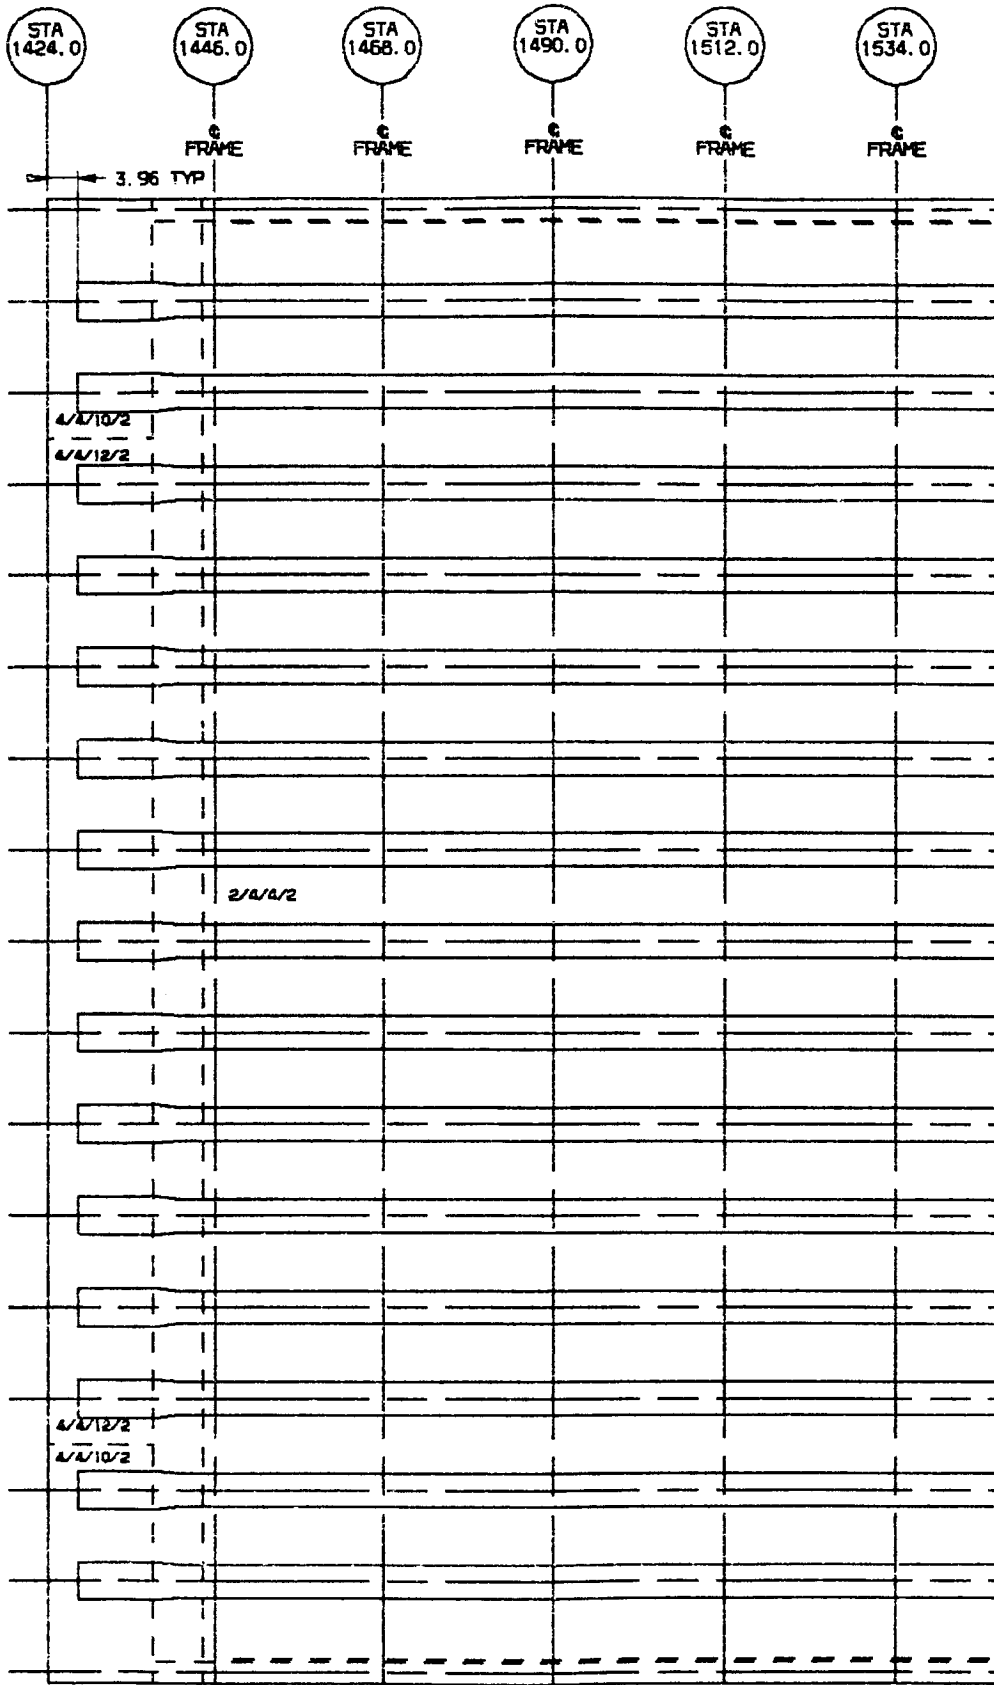 STA
1424.0
STA
1446.0
STA
1468.0
STA
1490.0
STA
1512.0
STA
1534.0
℄
FRAME
℄
FRAME
℄
FRAME
℄
FRAME
℄
FRAME
3.96 TYP
4/4/10/2
4/4/12/2
2/4/4/2
4/4/12/2
4/4/10/2